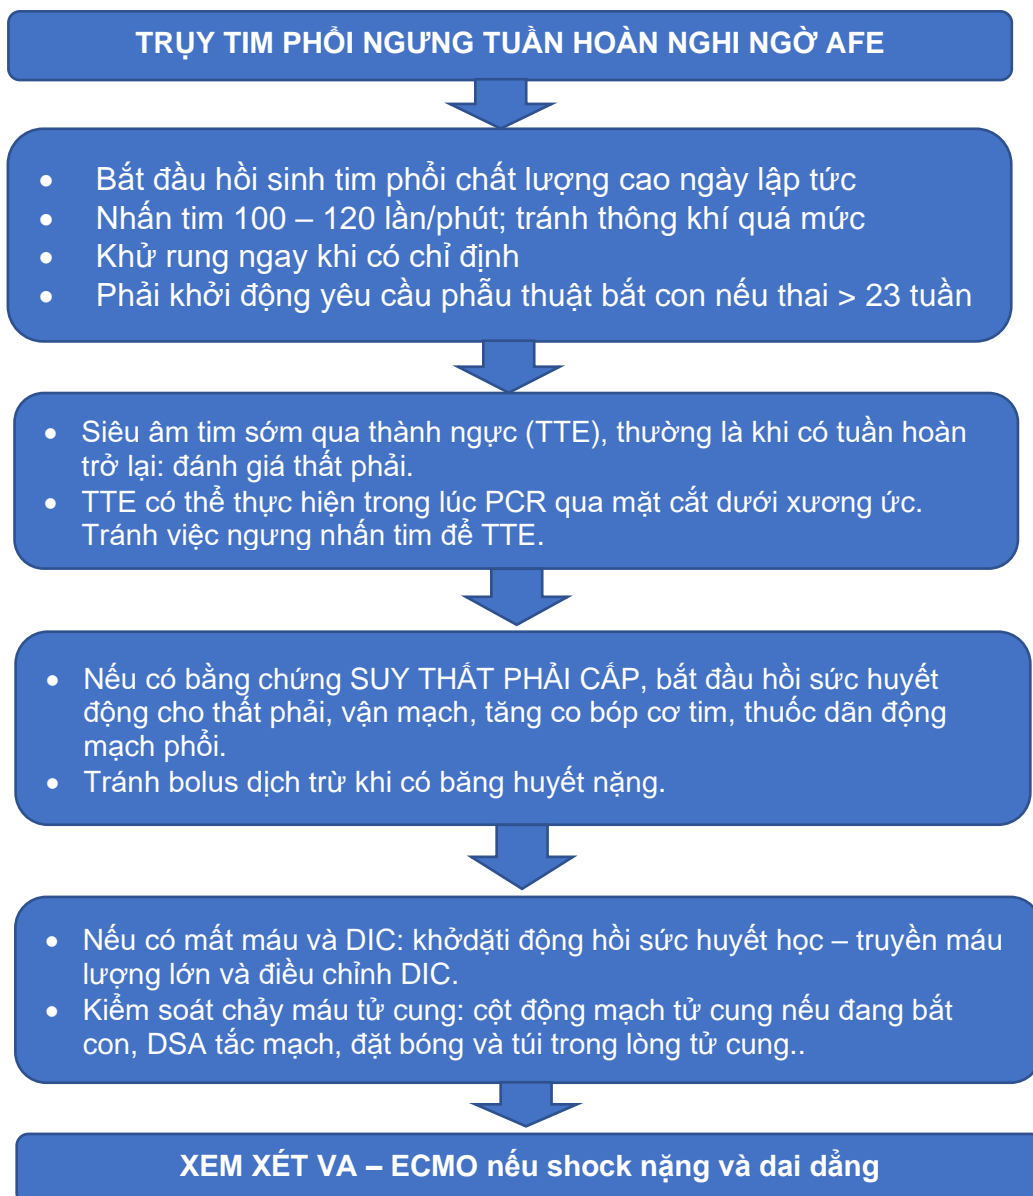 TRỤY TIM PHỔI NGƯNG TUẦN HOÀN NGHI NGỜ AFE
• Bắt đầu hồi sinh tim phổi chất lượng cao ngày lập tức
• Nhấn tim 100 – 120 lần/phút; tránh thông khí quá mức
• Khử rung ngay khi có chỉ định
• Phải khởi động yêu cầu phẫu thuật bắt con nếu thai > 23 tuần
• Siêu âm tim sớm qua thành ngực (TTE), thường là khi có tuần hoàn
trở lại: đánh giá thất phải.
• TTE có thể thực hiện trong lúc PCR qua mặt cắt dưới xương ức.
Tránh việc ngưng nhấn tim để TTE.
• Nếu có bằng chứng SUY THẤT PHẢI CẤP, bắt đầu hồi sức huyết
động cho thất phải, vận mạch, tăng co bóp cơ tim, thuốc dãn động
mạch phổi.
• Tránh bolus dịch trừ khi có băng huyết nặng.
• Nếu có mất máu và DIC: khởdặti động hồi sức huyết học – truyền máu
lượng lớn và điều chỉnh DIC.
• Kiểm soát chảy máu tử cung: cột động mạch tử cung nếu đang bắt
con, DSA tắc mạch, đặt bóng và túi trong lòng tử cung..
XEM XÉT VA – ECMO nếu shock nặng và dai dẳng